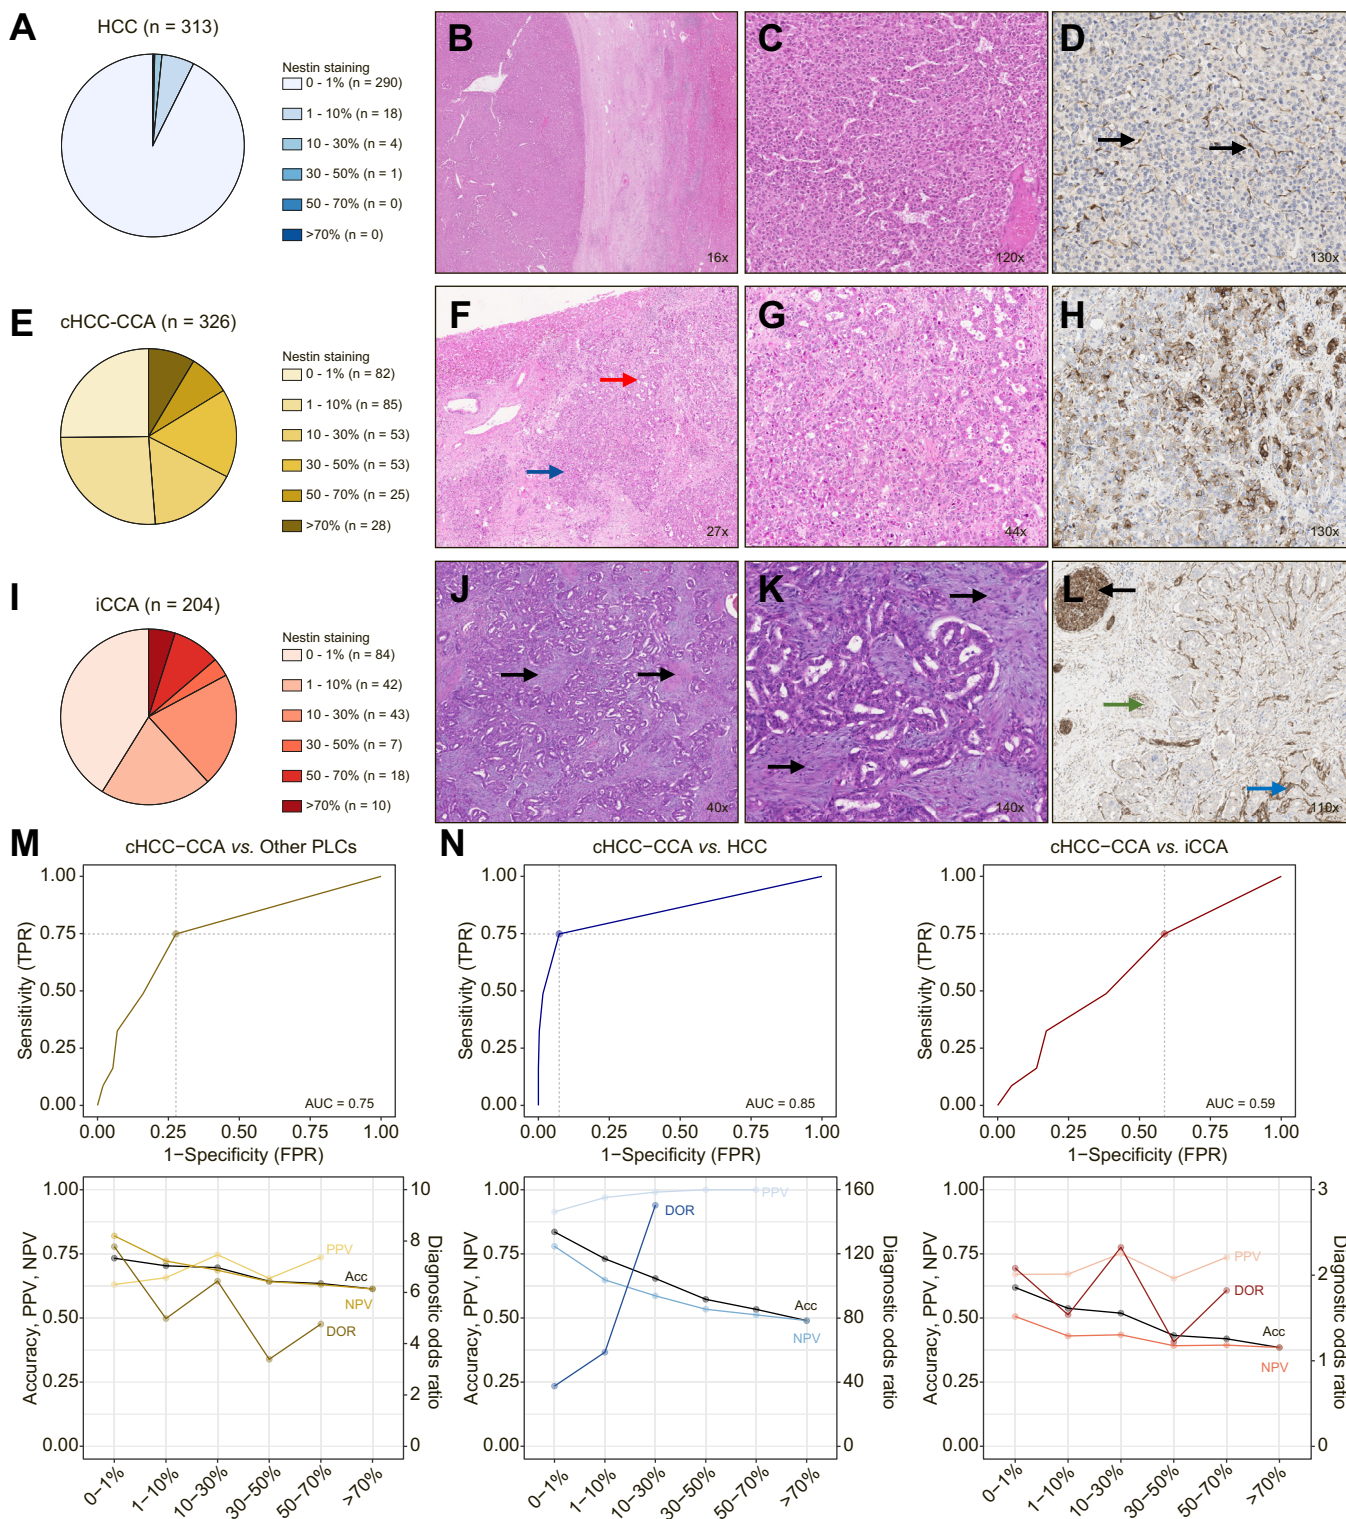 A
HCC (n = 313)
Nestin staining
0 - 1% (n = 290)
1 - 10% (n = 18)
10 - 30% (n = 4)
30 - 50% (n = 1)
50 - 70% (n = 0)
>70% (n = 0)
B
16x
C
120x
D
130x
E
cHCC-CCA (n = 326)
Nestin staining
0 - 1% (n = 82)
1 - 10% (n = 85)
10 - 30% (n = 53)
30 - 50% (n = 53)
50 - 70% (n = 25)
>70% (n = 28)
F
27x
G
44x
H
130x
I
iCCA (n = 204)
Nestin staining
0 - 1% (n = 84)
1 - 10% (n = 42)
10 - 30% (n = 43)
30 - 50% (n = 7)
50 - 70% (n = 18)
>70% (n = 10)
J
40x
K
140x
L
110x
M
cHCC−CCA vs. Other PLCs
Sensitivity (TPR)
1.00
0.75
0.50
0.25
0.00
AUC = 0.75
0.00 0.25 0.50 0.75 1.00
1−Specificity (FPR)
N
cHCC−CCA vs. HCC
Sensitivity (TPR)
1.00
0.75
0.50
0.25
0.00
AUC = 0.85
0.00 0.25 0.50 0.75 1.00
1−Specificity (FPR)
cHCC−CCA vs. iCCA
Sensitivity (TPR)
1.00
0.75
0.50
0.25
0.00
AUC = 0.59
0.00 0.25 0.50 0.75 1.00
1−Specificity (FPR)
Accuracy, PPV, NPV
1.00
0.75
0.50
0.25
0.00
PPV
Acc
NPV
DOR
10
8
6
4
2
0
Diagnostic odds ratio
0−1%
1−10%
10−30%
30−50%
50−70%
>70%
Accuracy, PPV, NPV
1.00
0.75
0.50
0.25
0.00
PPV
DOR
Acc
NPV
160
120
80
40
0
Diagnostic odds ratio
0−1%
1−10%
10−30%
30−50%
50−70%
>70%
Accuracy, PPV, NPV
1.00
0.75
0.50
0.25
0.00
PPV
DOR
Acc
NPV
3
2
1
0
Diagnostic odds ratio
0−1%
1−10%
10−30%
30−50%
50−70%
>70%